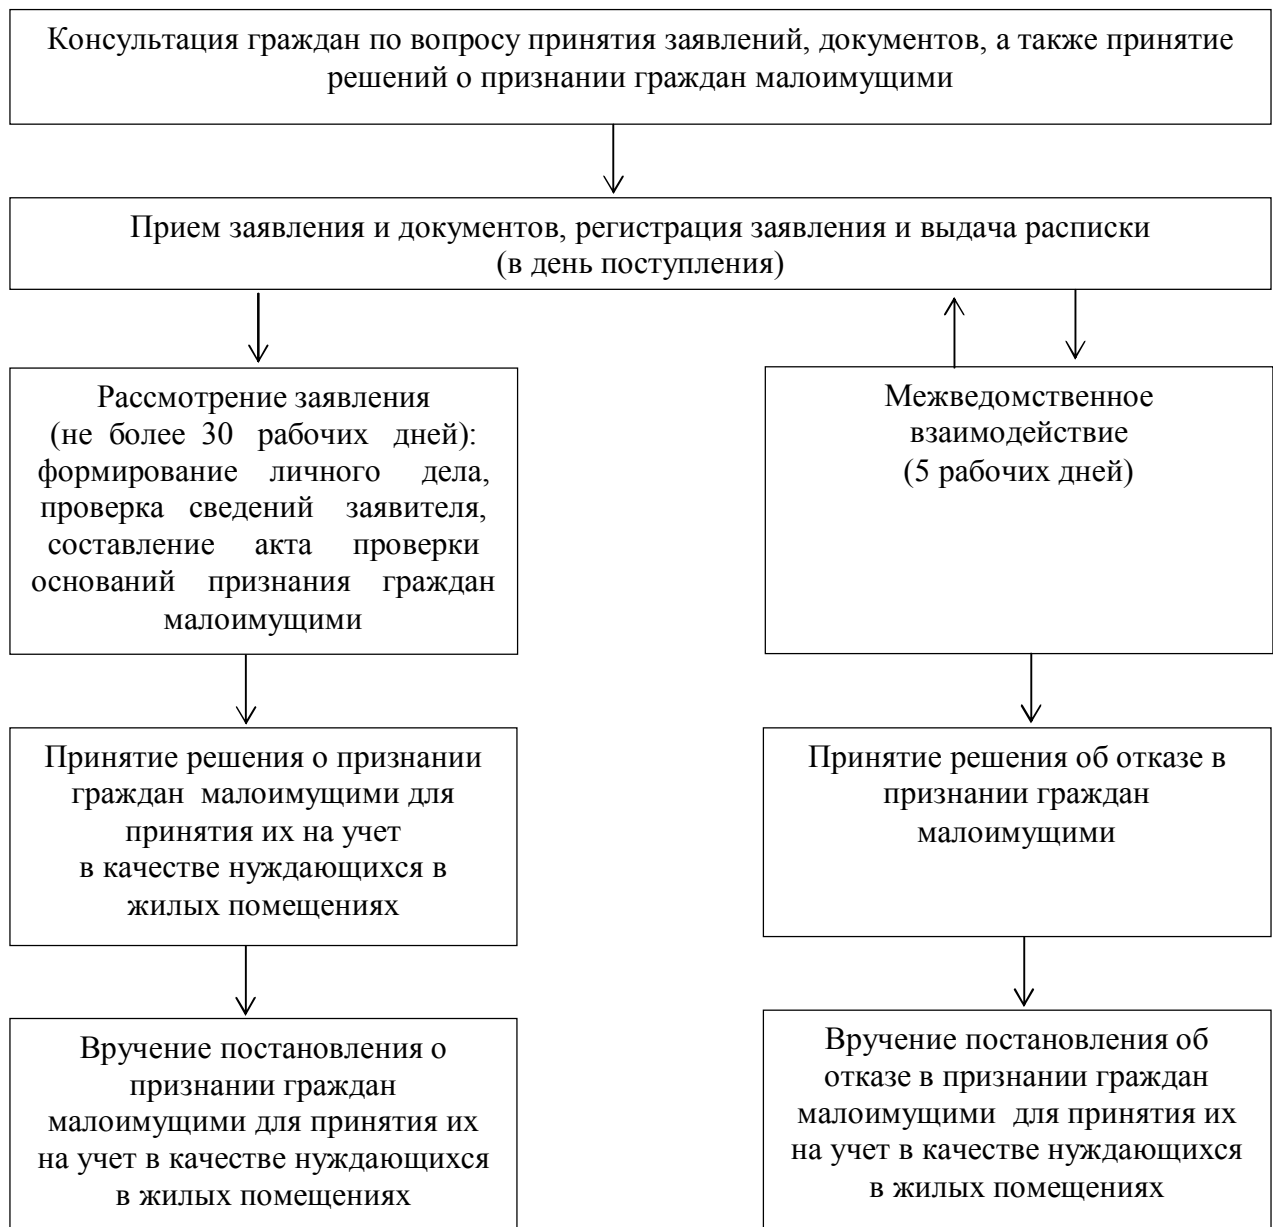 Консультация граждан по вопросу принятия заявлений, документов, а также принятие
решений о признании граждан малоимущими
Прием заявления и документов, регистрация заявления и выдача расписки
(в день поступления)
Рассмотрение заявления
(не более 30 рабочих дней):
формирование личного дела,
проверка сведений заявителя,
составление акта проверки
оснований признания граждан
малоимущими
Межведомственное
взаимодействие
(5 рабочих дней)
Принятие решения о признании
граждан малоимущими для
принятия их на учет
в качестве нуждающихся в
жилых помещениях
Принятие решения об отказе в
признании граждан
малоимущими
Вручение постановления о
признании граждан
малоимущими для принятия их
на учет в качестве нуждающихся
в жилых помещениях
Вручение постановления об
отказе в признании граждан
малоимущими для принятия их
на учет в качестве нуждающихся
в жилых помещениях